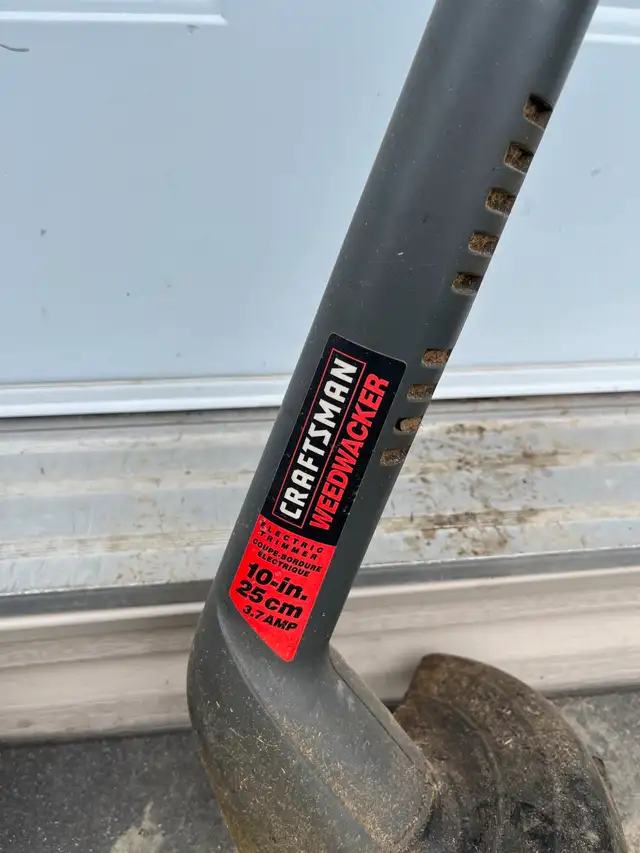 CRAFTSMAN
WEEDWACKER
ELECTRIC
TRIMMER
COUPE-BORDURE
ÉLECTRIQUE
10-in.
25 cm
3.7 AMP